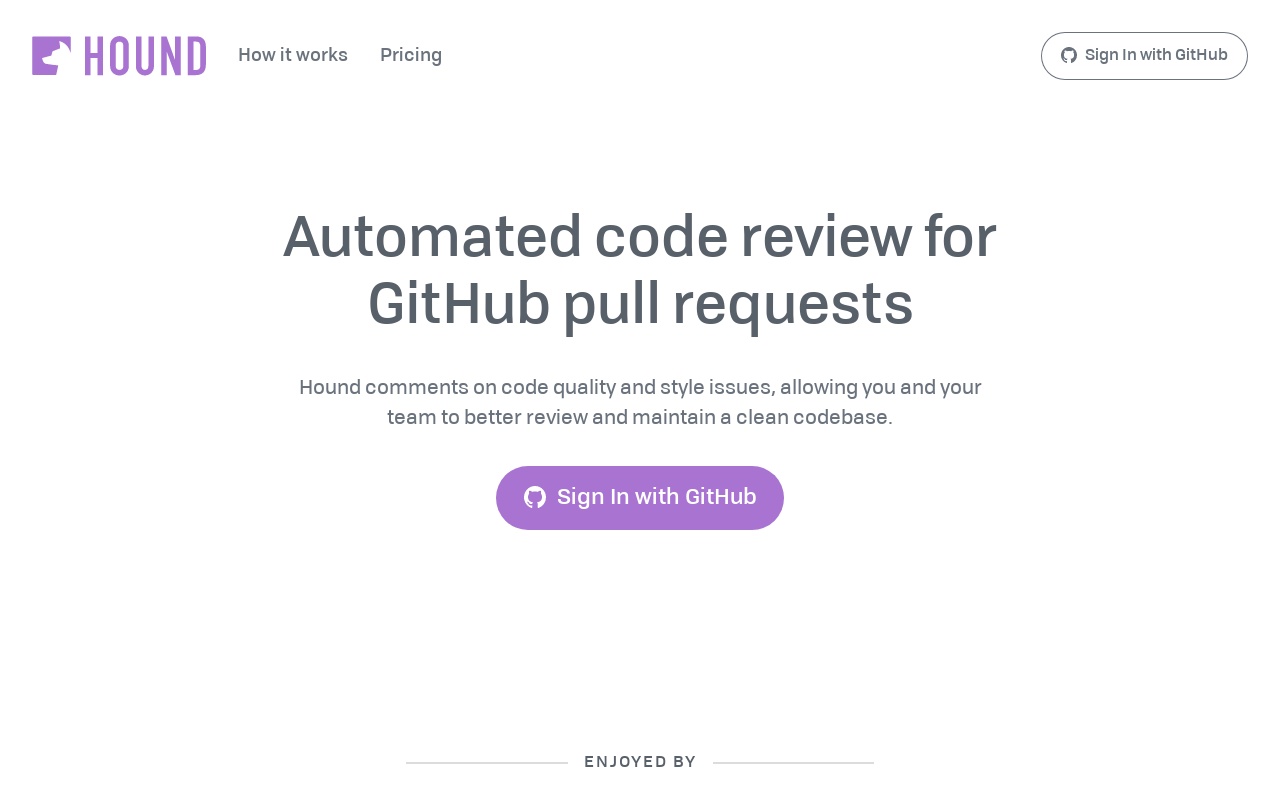 HOUND
How it works
Pricing
Sign In with GitHub
Automated code review for
GitHub pull requests
Hound comments on code quality and style issues, allowing you and your
team to better review and maintain a clean codebase.
Sign In with GitHub
ENJOYED BY